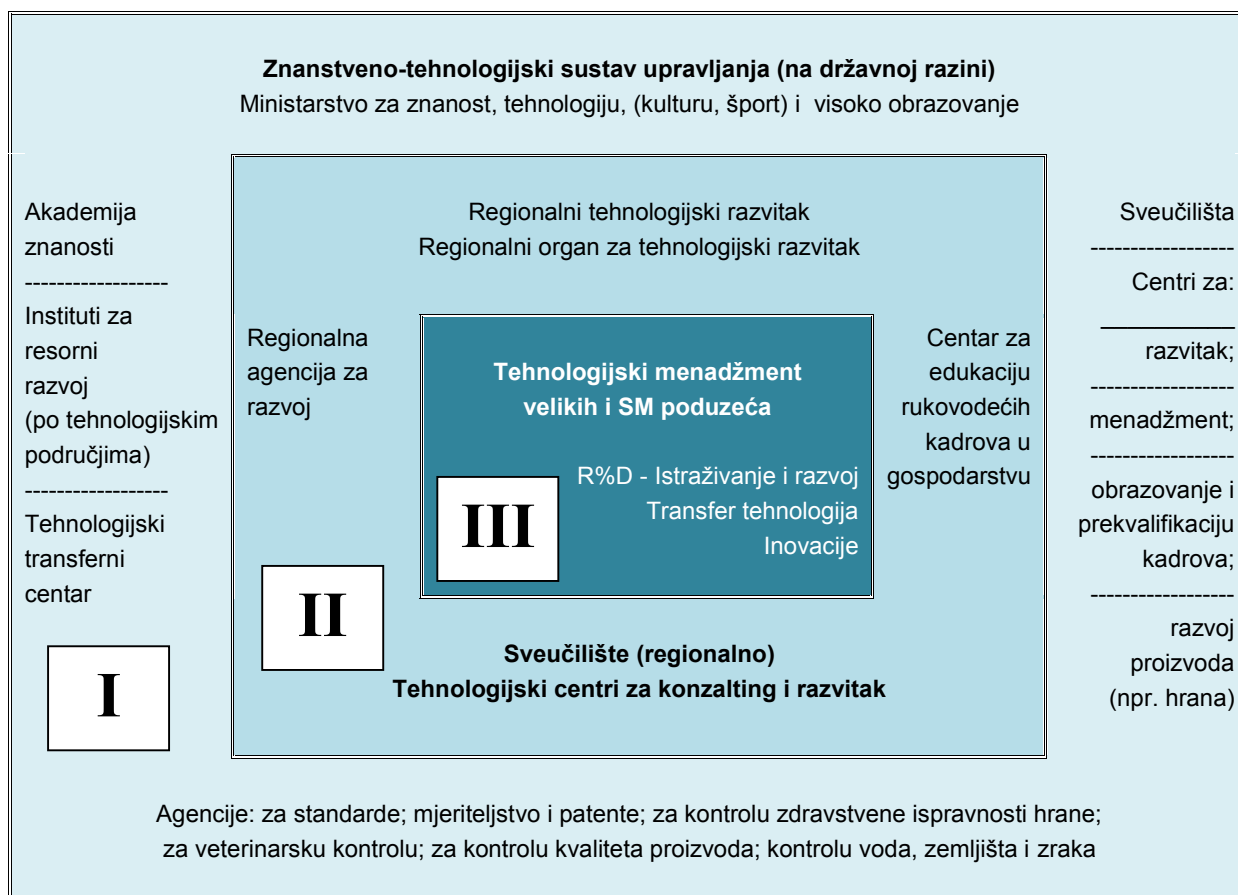 Znanstveno-tehnologijski sustav upravljanja (na državnoj razini)
Ministarstvo za znanost, tehnologiju, (kulturu, šport) i visoko obrazovanje
Akademija
znanosti
------------------
Instituti za
resorni
razvoj
(po tehnologijskim
područjima)
------------------
Tehnologijski
transferni
centar
I
Regionalni tehnologijski razvitak
Regionalni organ za tehnologijski razvitak
Regionalna
agencija za
razvoj
II
Tehnologijski menadžment
velikih i SM poduzeća
R%D - Istraživanje i razvoj
Transfer tehnologija
Inovacije
III
Centar za
edukaciju
rukovodećih
kadrova u
gospodarstvu
Sveučilište (regionalno)
Tehnologijski centri za konzalting i razvitak
Sveučilišta
------------------
Centri za:
__________
razvitak;
------------------
menadžment;
------------------
obrazovanje i
prekvalifikaciju
kadrova;
------------------
razvoj
proizvoda
(npr. hrana)
Agencije: za standarde; mjeriteljstvo i patente; za kontrolu zdravstvene ispravnosti hrane;
za veterinarsku kontrolu; za kontrolu kvaliteta proizvoda; kontrolu voda, zemljišta i zraka